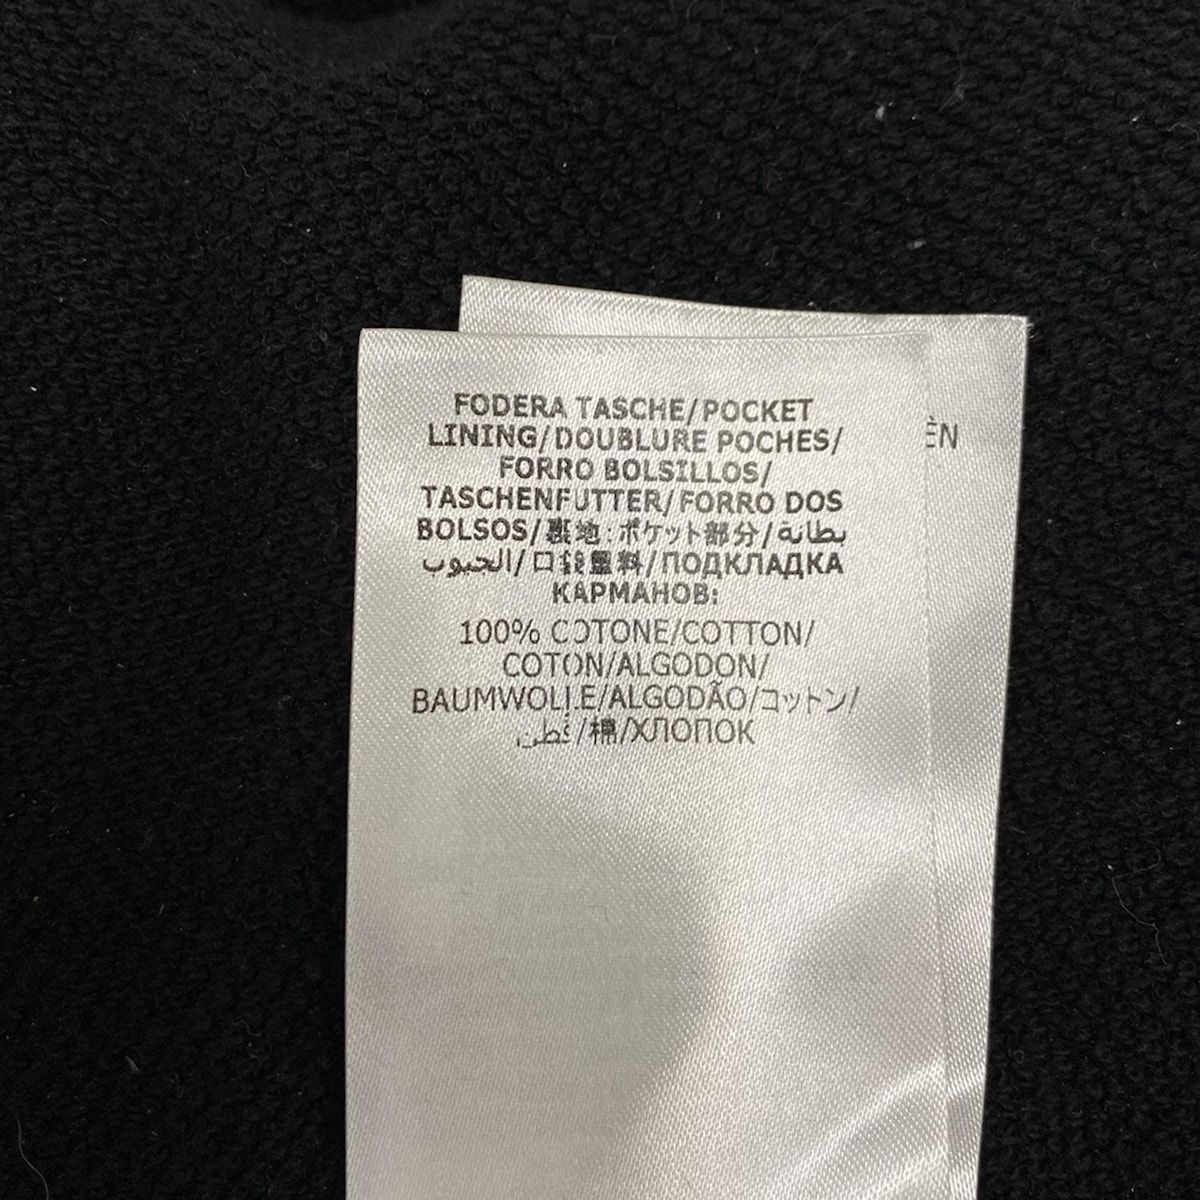 FODERA TASCHE/POCKET
LINING/DOUBLURE POCHES/
FORRO BOLSILLOS/
TASCHENFUTTER/FORRO DOS
BOLSOS/裏地:ポケット部分/بطانة
الجيوب/口袋里料/ПОДКЛАДКА
КАРМАНОВ:
100% COTONE/COTTON/
COTON/ALGODON/
BAUMWOLLE/ALGODÃO/コットン/
قطن/棉/ХЛОПОК